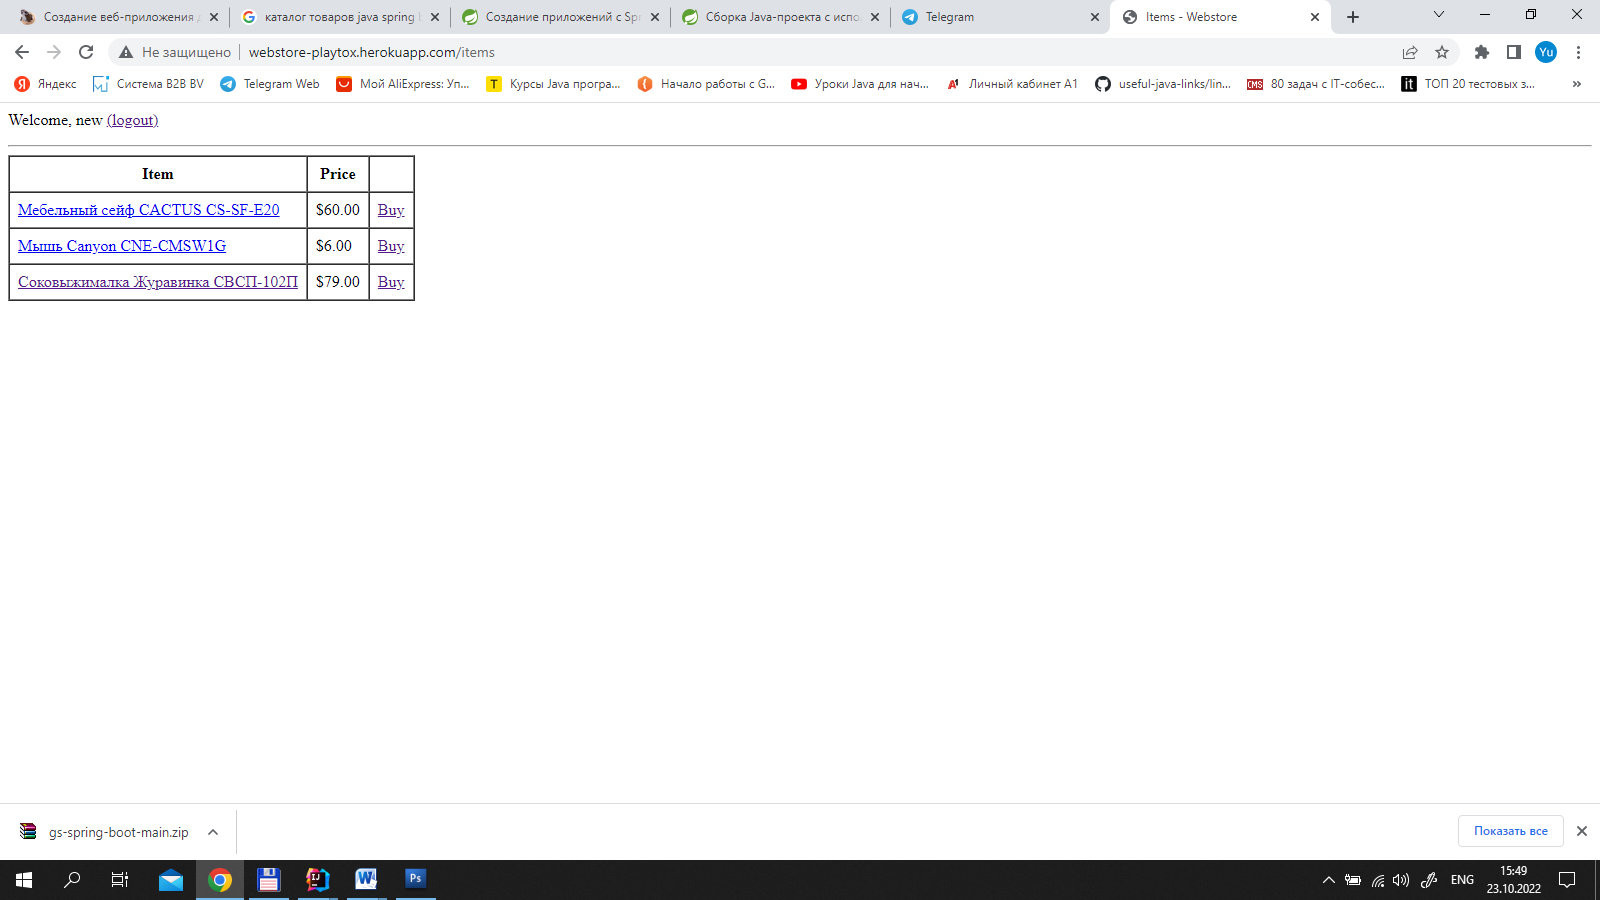 Создание веб-приложения
каталог товаров java spring
Создание приложений с Spr
Сборка Java-проекта с испо
Telegram
Items - Webstore
Не защищено
webstore-playtox.herokuapp.com/items
Yu
Яндекс
Система B2B BV
Telegram Web
Мой AliExpress: Уп...
Курсы Java програ...
Начало работы с G...
Уроки Java для нач...
Личный кабинет A1
useful-java-links/lin...
80 задач с IT-собес...
ТОП 20 тестовых з...
»
Welcome, new (logout)
Item Price
Мебельный сейф CACTUS CS-SF-E20 $60.00 Buy
Мышь Canyon CNE-CMSW1G $6.00 Buy
Соковыжималка Журавинка СВСП-102П $79.00 Buy
gs-spring-boot-main.zip
Показать все
ENG
15:49
23.10.2022